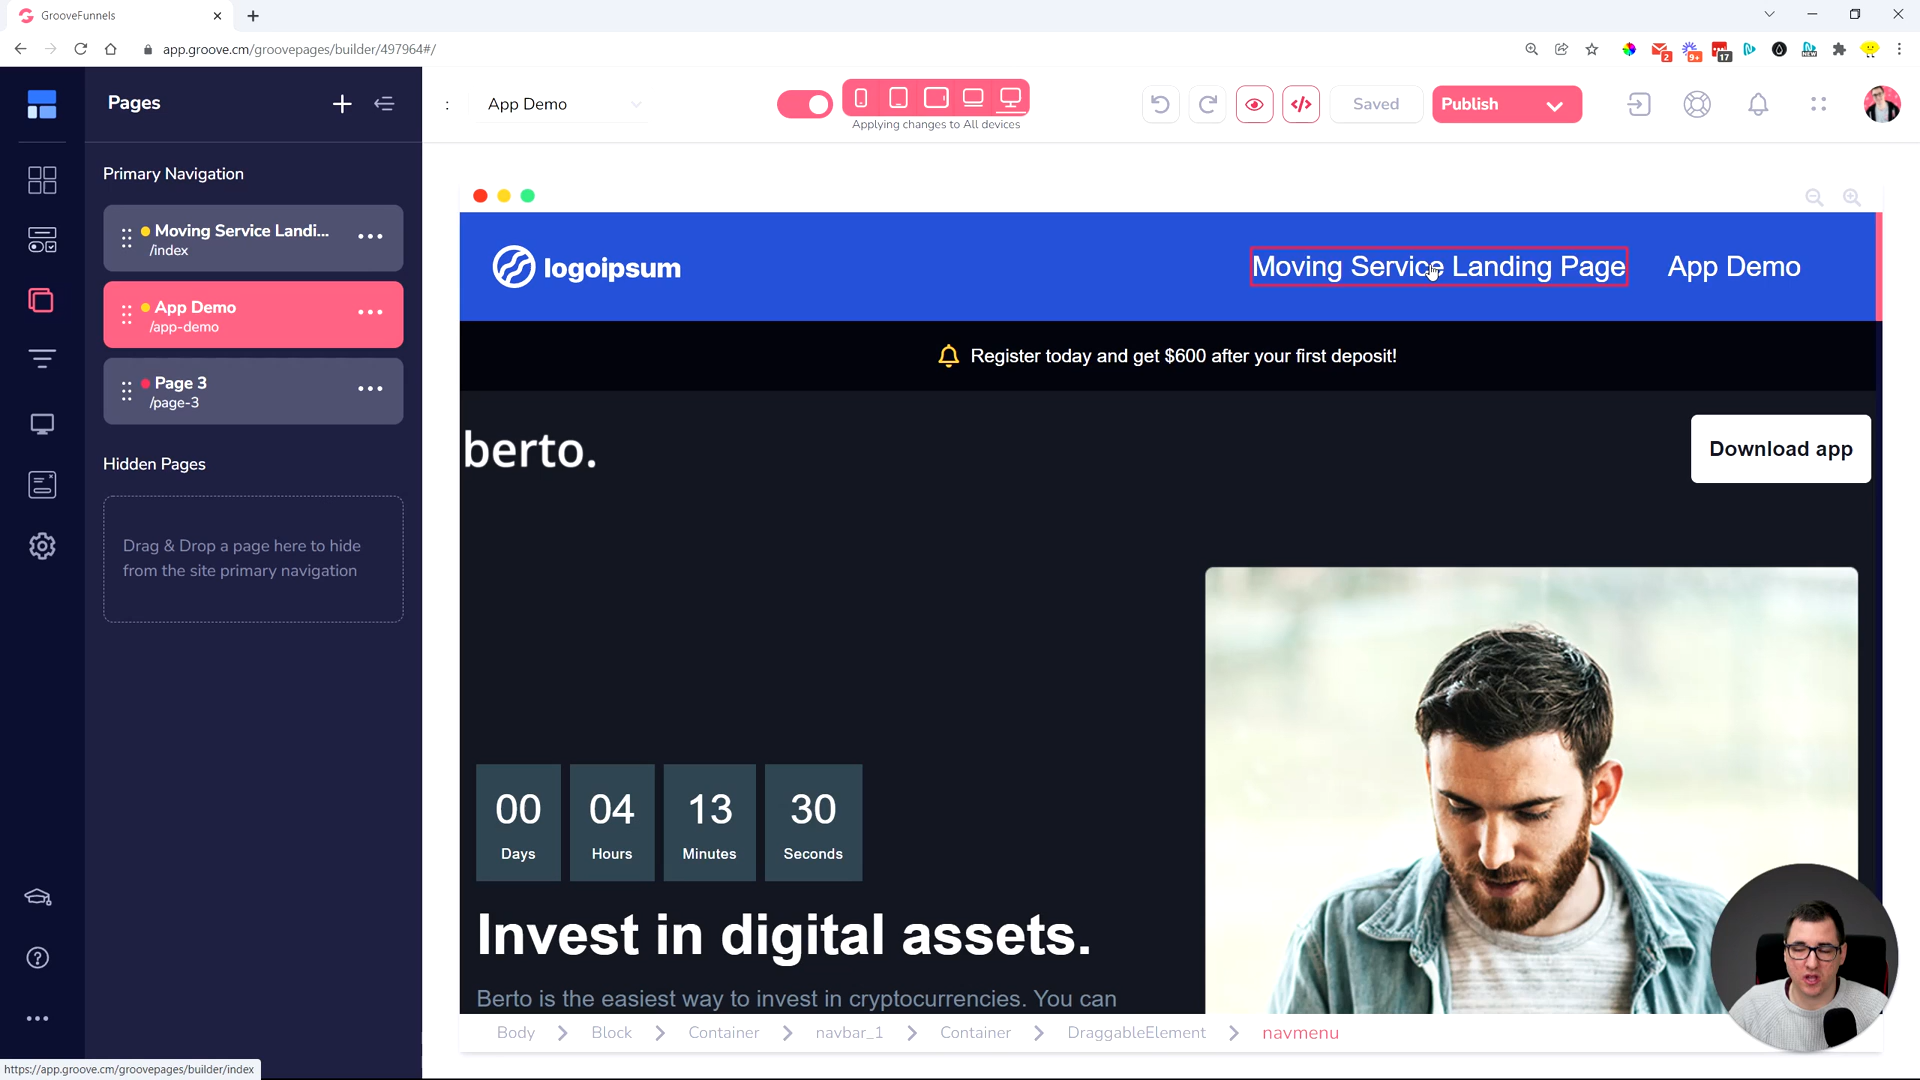 GrooveFunnels
app.groove.cm/groovepages/builder/497964#/
2
9+
17
NEW
Pages
:
App Demo
Applying changes to All devices
Saved
Publish
Primary Navigation
Moving Service Landi...
/index
App Demo
/app-demo
Page 3
/page-3
Hidden Pages
Drag & Drop a page here to hide
from the site primary navigation
logoipsum
Moving Service Landing Page
App Demo
Register today and get $600 after your first deposit!
berto.
Download app
00
04
13
30
Days
Hours
Minutes
Seconds
Invest in digital assets.
Berto is the easiest way to invest in cryptocurrencies. You can
Body
Block
Container
navbar_1
Container
DraggableElement
navmenu
https://app.groove.cm/groovepages/builder/index